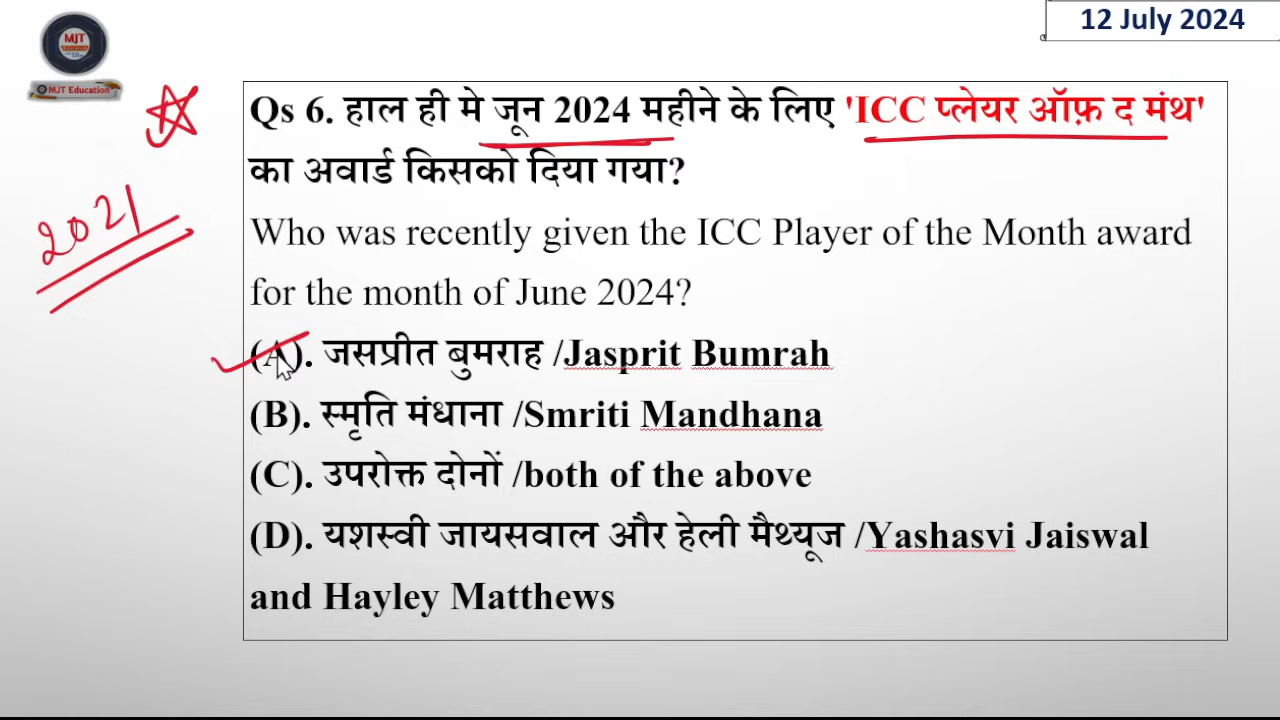 12 July 2024
MJT
MJT Education
Qs 6. हाल ही मे जून 2024 महीने के लिए 'ICC प्लेयर ऑफ़ द मंथ'
का अवार्ड किसको दिया गया?
2021
Who was recently given the ICC Player of the Month award
for the month of June 2024?
(A). जसप्रीत बुमराह /Jasprit Bumrah
(B). स्मृति मंधाना /Smriti Mandhana
(C). उपरोक्त दोनों /both of the above
(D). यशस्वी जायसवाल और हेली मैथ्यूज /Yashasvi Jaiswal
and Hayley Matthews